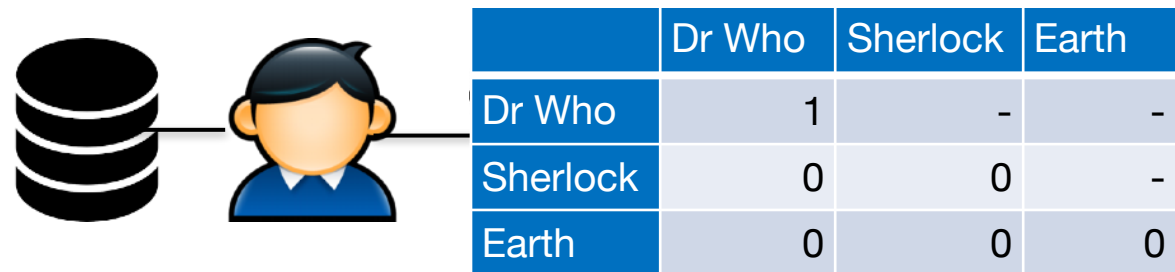 Dr Who Sherlock Earth
Dr Who 1 - -
Sherlock 0 0 -
Earth 0 0 0